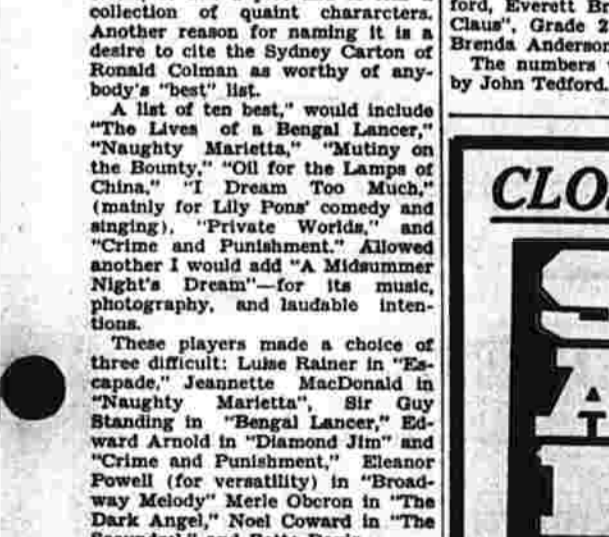 collection of quaint chararcters.
Another reason for naming it is a
desire to cite the Sydney Carton of
Ronald Colman as worthy of any-
body's "best" list.
A list of ten best," would include
"The Lives of a Bengal Lancer,"
"Naughty Marietta," "Mutiny on
the Bounty," "Oil for the Lamps of
China," "I Dream Too Much,"
(mainly for Lily Pons' comedy and
singing), "Private Worlds," and
"Crime and Punishment." Allowed
another I would add "A Midsummer
Night's Dream"—for its music,
photography, and laudable inten-
tions.
These players made a choice of
three difficult: Luise Rainer in "Es-
capade," Jeannette MacDonald in
"Naughty Marietta", Sir Guy
Standing in "Bengal Lancer," Ed-
ward Arnold in "Diamond Jim" and
"Crime and Punishment," Eleanor
Powell (for versatility) in "Broad-
way Melody" Merle Oberon in "The
Dark Angel," Noel Coward in "The
ford, Everett Br
Claus", Grade 2
Brenda Anderson
The numbers
by John Tedford.
CLO